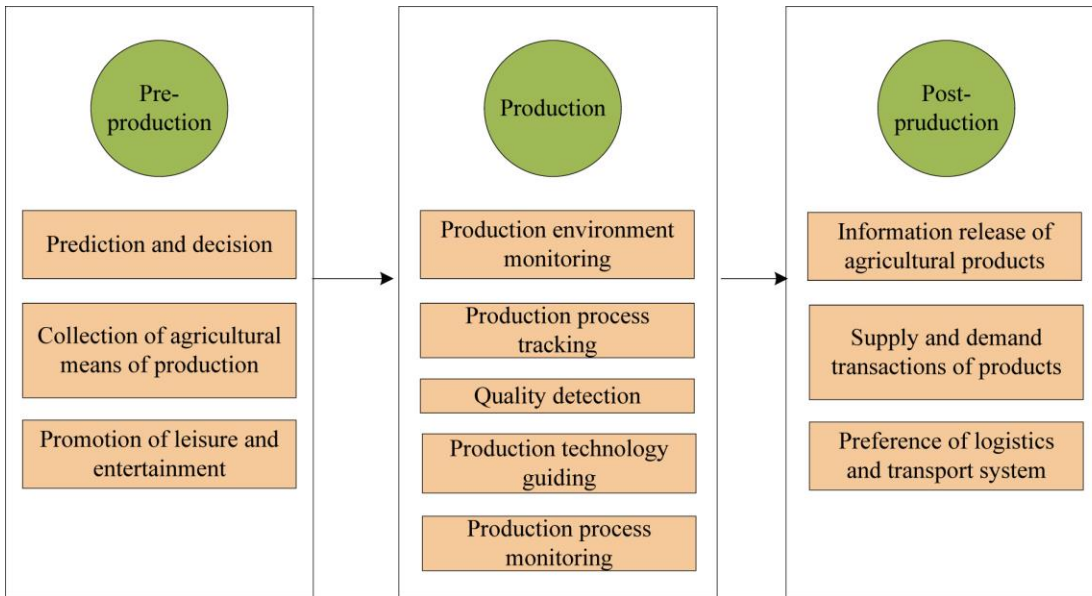 Pre-
production
Prediction and decision
Collection of agricultural
means of production
Promotion of leisure and
entertainment
Production
Production environment
monitoring
Production process
tracking
Quality detection
Production technology
guiding
Production process
monitoring
Post-
pruduction
Information release of
agricultural products
Supply and demand
transactions of products
Preference of logistics
and transport system